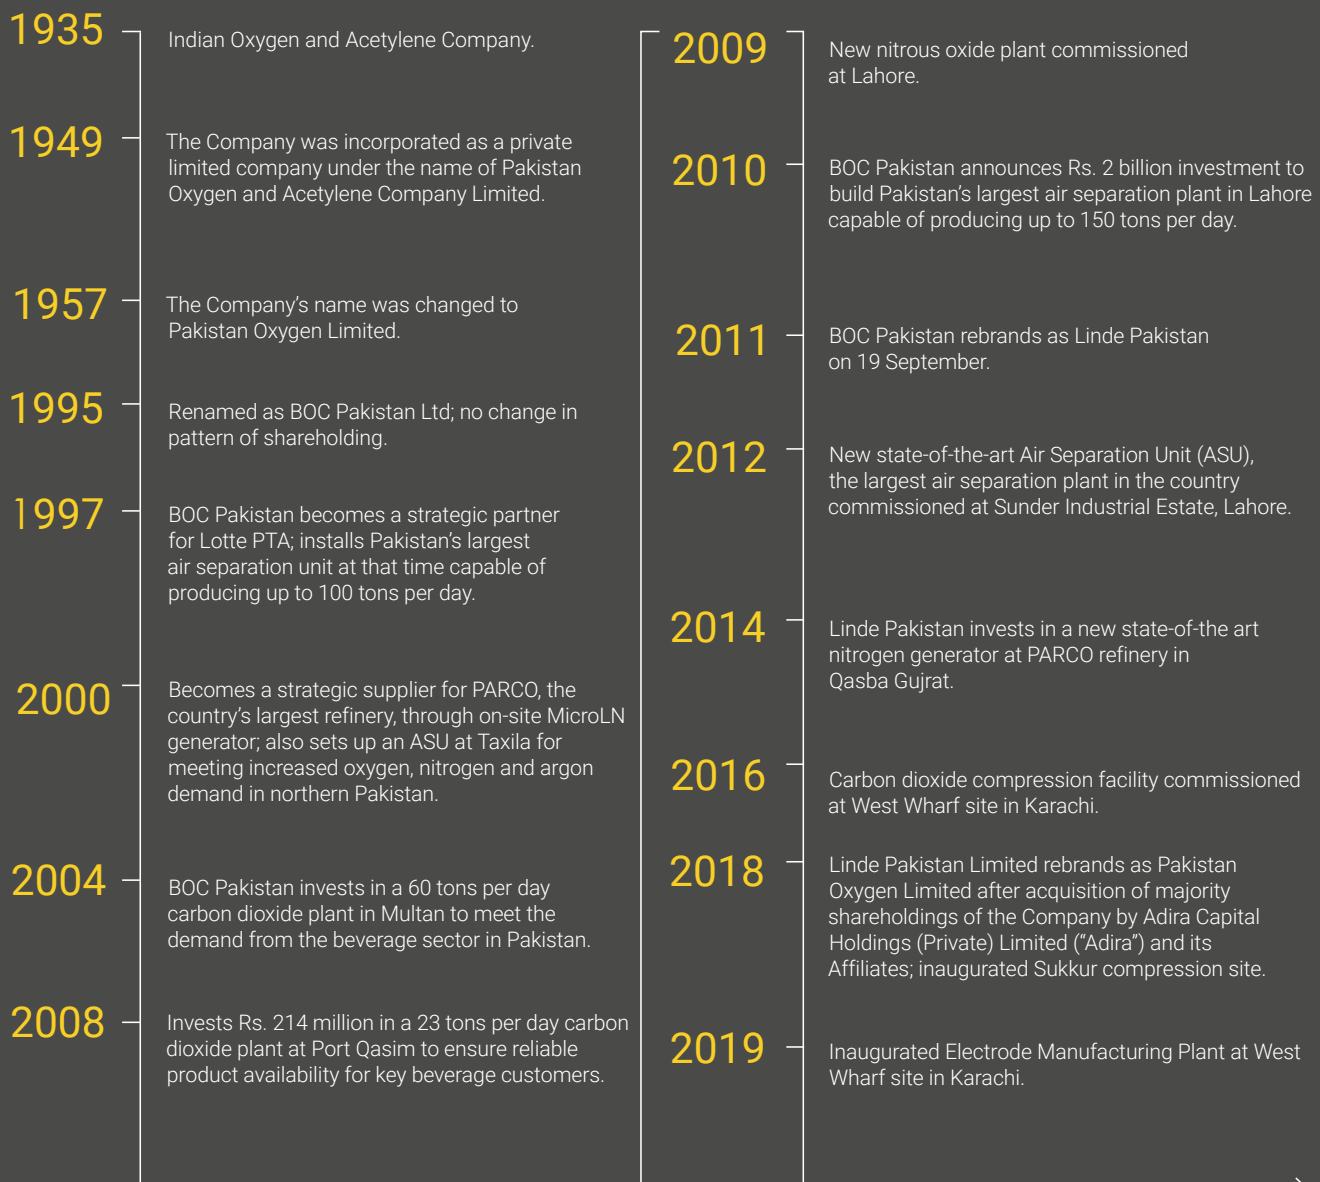 1935
Indian Oxygen and Acetylene Company.
1949
The Company was incorporated as a private
limited company under the name of Pakistan
Oxygen and Acetylene Company Limited.
1957
The Company’s name was changed to
Pakistan Oxygen Limited.
1995
Renamed as BOC Pakistan Ltd; no change in
pattern of shareholding.
1997
BOC Pakistan becomes a strategic partner
for Lotte PTA; installs Pakistan’s largest
air separation unit at that time capable of
producing up to 100 tons per day.
2000
Becomes a strategic supplier for PARCO, the
country’s largest refinery, through on-site MicroLN
generator; also sets up an ASU at Taxila for
meeting increased oxygen, nitrogen and argon
demand in northern Pakistan.
2004
BOC Pakistan invests in a 60 tons per day
carbon dioxide plant in Multan to meet the
demand from the beverage sector in Pakistan.
2008
Invests Rs. 214 million in a 23 tons per day carbon
dioxide plant at Port Qasim to ensure reliable
product availability for key beverage customers.
2009
New nitrous oxide plant commissioned
at Lahore.
2010
BOC Pakistan announces Rs. 2 billion investment to
build Pakistan’s largest air separation plant in Lahore
capable of producing up to 150 tons per day.
2011
BOC Pakistan rebrands as Linde Pakistan
on 19 September.
2012
New state-of-the-art Air Separation Unit (ASU),
the largest air separation plant in the country
commissioned at Sunder Industrial Estate, Lahore.
2014
Linde Pakistan invests in a new state-of-the art
nitrogen generator at PARCO refinery in
Qasba Gujrat.
2016
Carbon dioxide compression facility commissioned
at West Wharf site in Karachi.
2018
Linde Pakistan Limited rebrands as Pakistan
Oxygen Limited after acquisition of majority
shareholdings of the Company by Adira Capital
Holdings (Private) Limited (“Adira”) and its
Affiliates; inaugurated Sukkur compression site.
2019
Inaugurated Electrode Manufacturing Plant at West
Wharf site in Karachi.